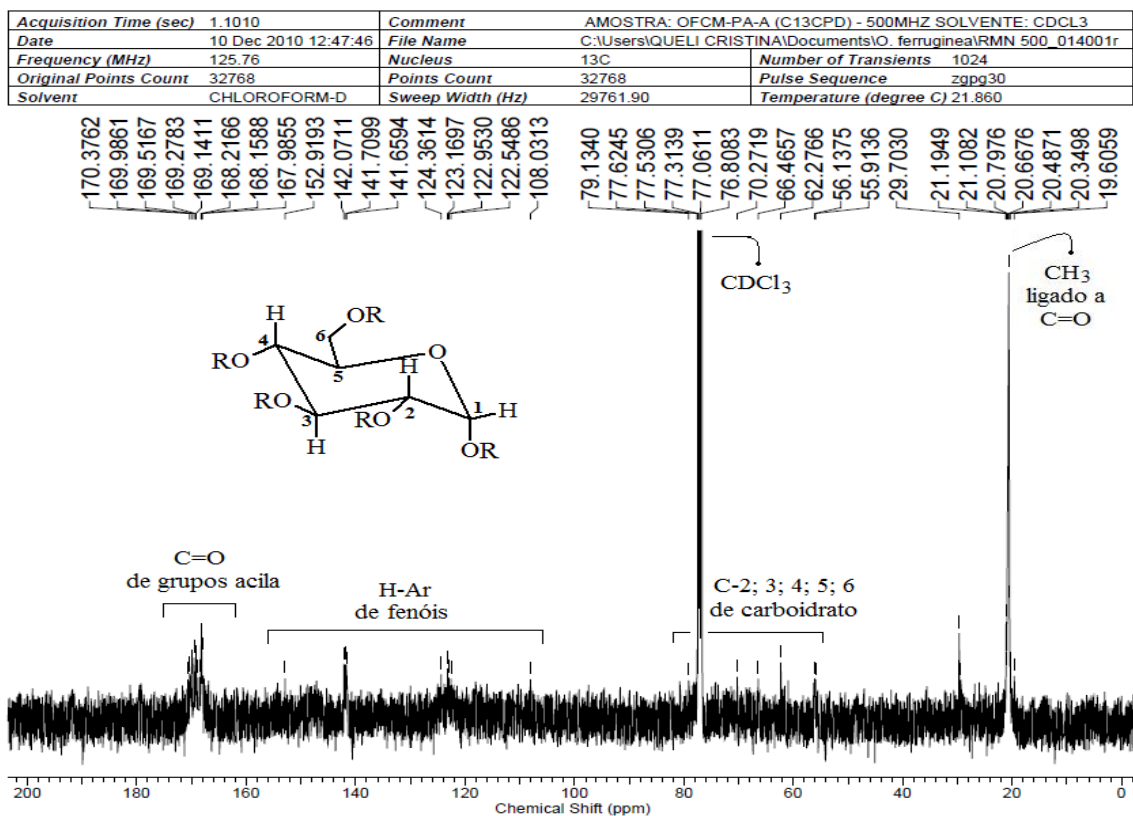 Acquisition Time (sec) 1.1010 Comment AMOSTRA: OFCM-PA-A (C13CPD) - 500MHZ SOLVENTE: CDCL3
Date 10 Dec 2010 12:47:46 File Name C:\Users\QUELI CRISTINA\Documents\O. ferruginea\RMN 500_014001r
Frequency (MHz) 125.76 Nucleus 13C Number of Transients 1024
Original Points Count 32768 Points Count 32768 Pulse Sequence zgpg30
Solvent CHLOROFORM-D Sweep Width (Hz) 29761.90 Temperature (degree C) 21.860
170.3762
169.9861
169.5167
169.2783
169.1411
168.2166
168.1588
167.9855
152.9193
142.0711
141.7099
141.6594
124.3614
123.1697
122.9530
122.5486
108.0313
79.1340
77.6245
77.5306
77.3139
77.0611
76.8083
70.2719
66.4657
62.2766
56.1375
55.9136
29.7030
21.1949
21.1082
20.7976
20.6676
20.4871
20.3498
19.6059
CDCl3
CH3
ligado a
C=O
H
4
6
OR
RO
5
O
H
RO
3
RO
2
1
H
H
OR
C=O
de grupos acila
H-Ar
de fenóis
C-2; 3; 4; 5; 6
de carboidrato
200 180 160 140 120 100 80 60 40 20 0
Chemical Shift (ppm)